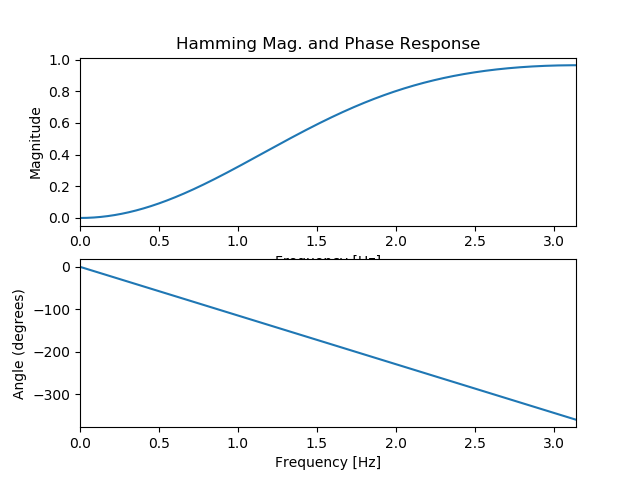 Hamming Mag. and Phase Response
Magnitude
1.0
0.8
0.6
0.4
0.2
0.0
0.0 0.5 1.0 1.5 2.0 2.5 3.0
Frequency [Hz]
Angle (degrees)
0
−100
−200
−300
0.0 0.5 1.0 1.5 2.0 2.5 3.0
Frequency [Hz]